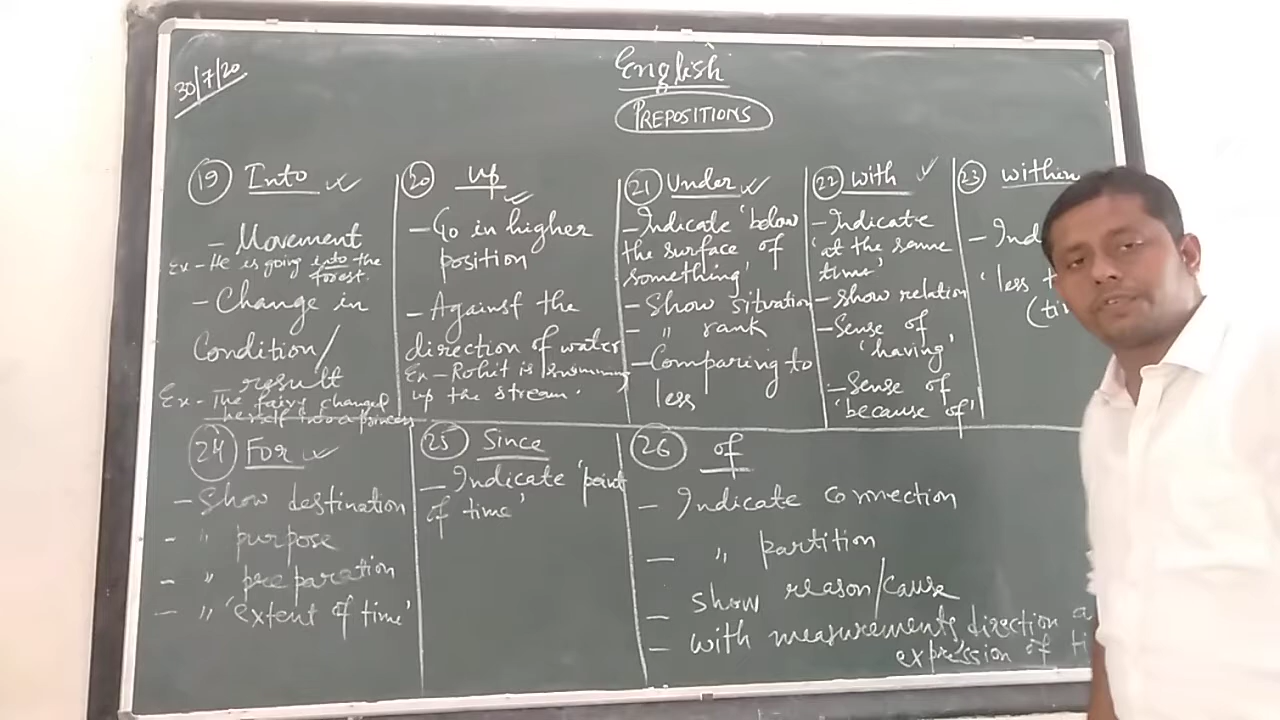 30/7/20
English
PREPOSITIONS
19 Into
- Movement
Ex - He is going into the
forest.
- Change in
Condition/
- result
Ex - The fairy changed
herself into a princess
20 up
- Go in higher
position
- Against the
direction of water
Ex - Rohit is swimming
up the stream.
21 Under
- Indicate 'below
the surface of
something'
- Show situation
- " rank
- Comparing to
less
22 with
- Indicate
'at the same
time'
- show relation
- Sense of
'having'
- Sense of
'because of'
23 within
- Ind
'less t
(ti
24 For
- Show destination
- " purpose
- " preparation
- " 'extent of time'
25 Since
- Indicate 'point
of time'
26 of
- Indicate connection
- " partition
- show reason/cause
- with measurements, direction a
expression of ti